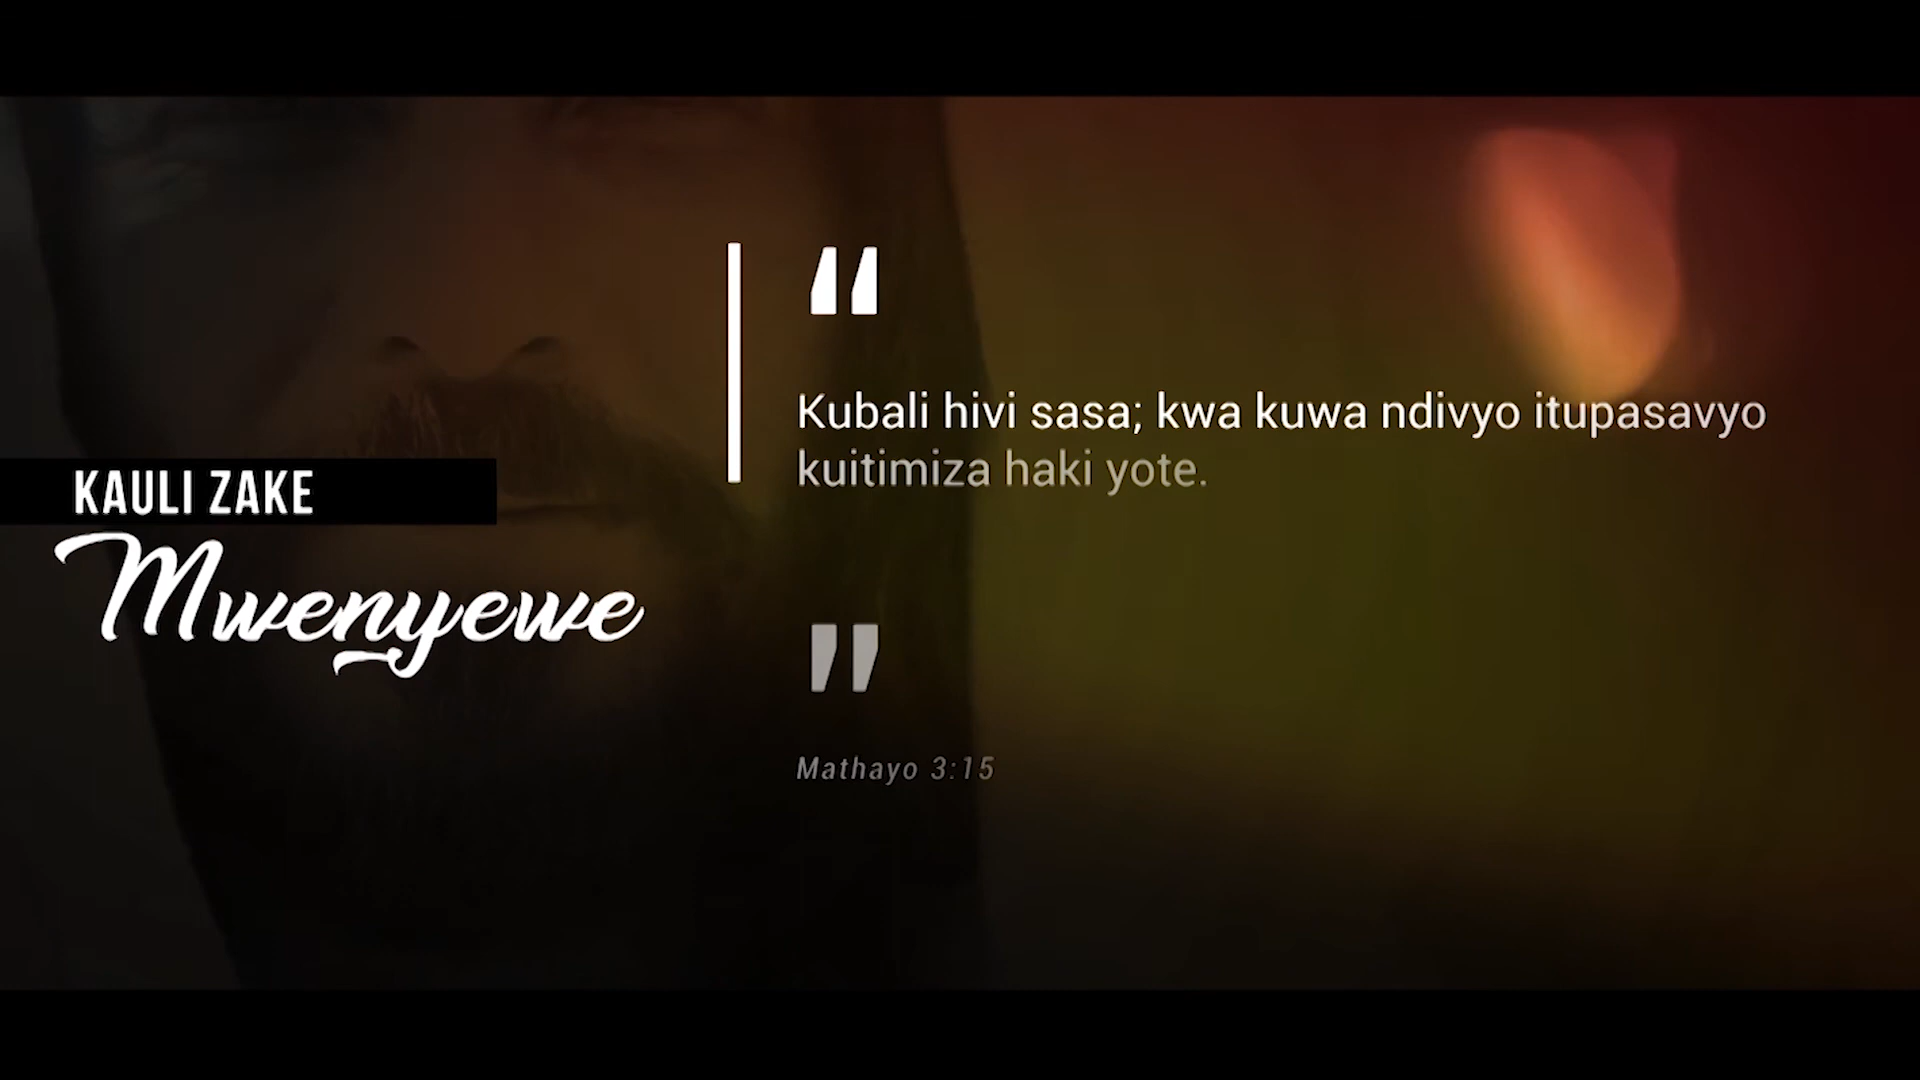 KAULI ZAKE
Mwenyewe
“
Kubali hivi sasa; kwa kuwa ndivyo itupasavyo
kuitimiza haki yote.
”
Mathayo 3:15